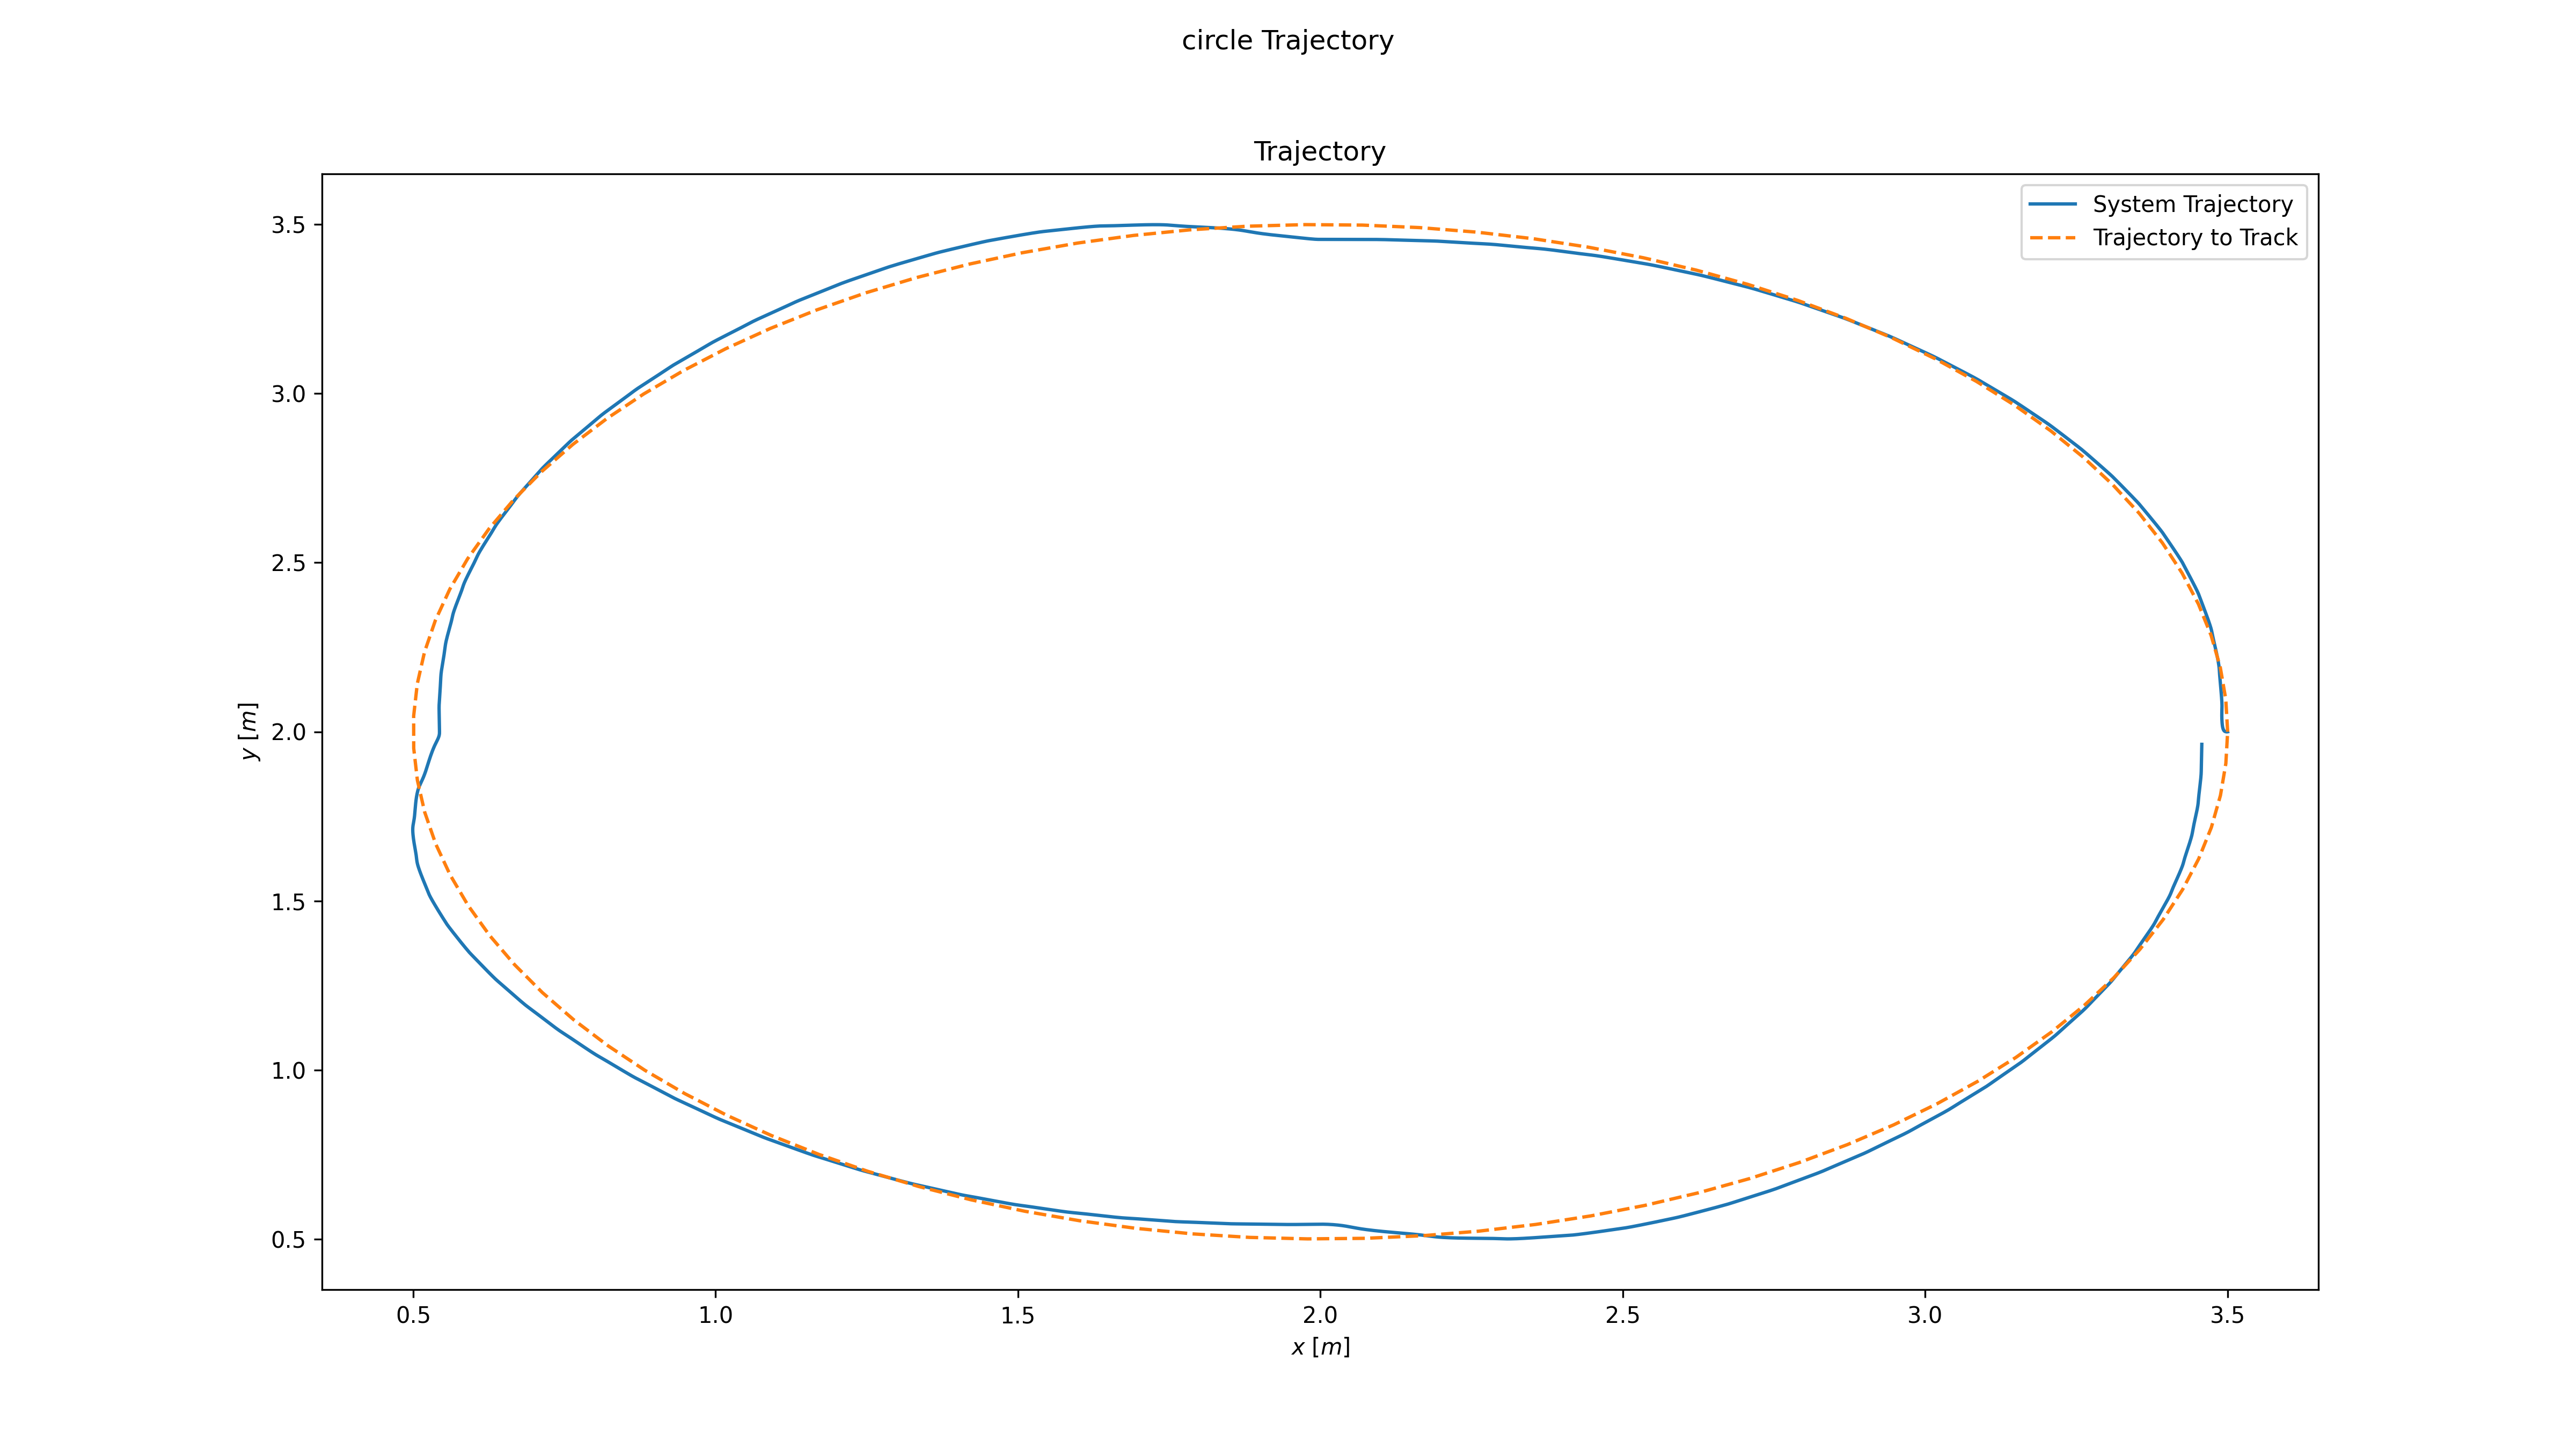 circle Trajectory
Trajectory
System Trajectory
Trajectory to Track
3.5
3.0
2.5
2.0
1.5
1.0
0.5
y [m]
0.5 1.0 1.5 2.0 2.5 3.0 3.5
x [m]